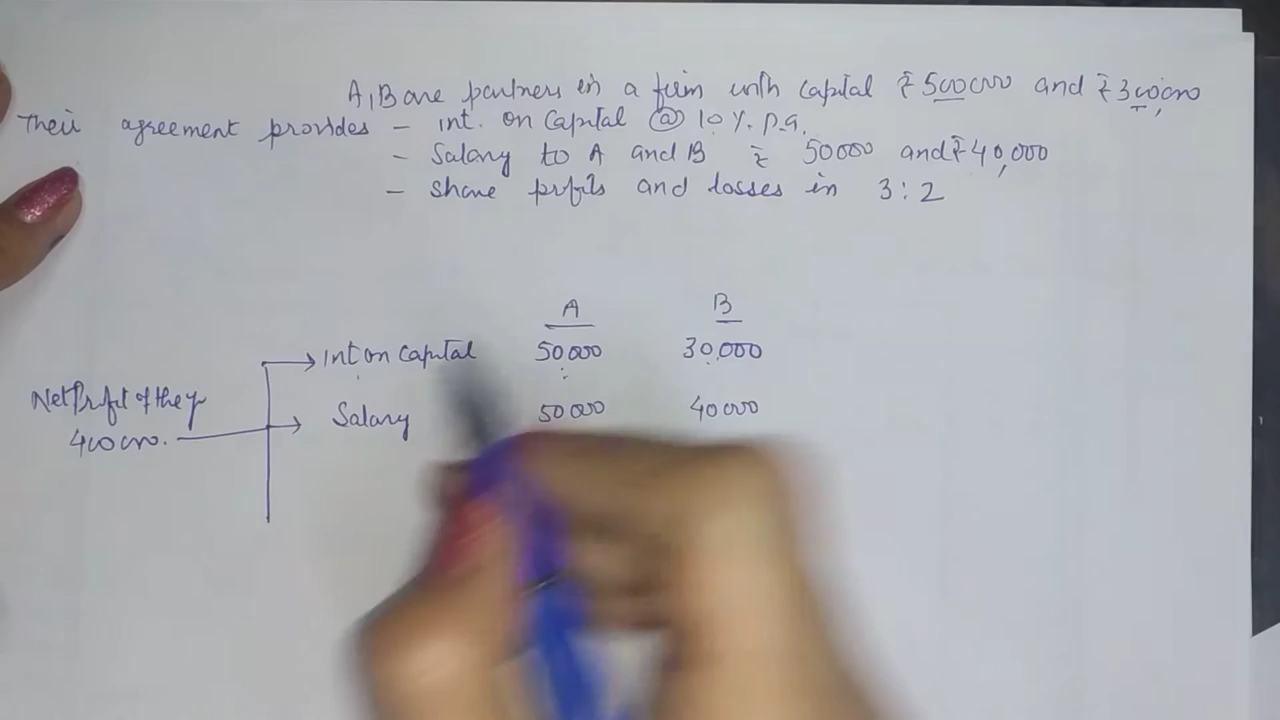 A, B are partners in a firm with capital ₹ 500000 and ₹ 300000
Their agreement provides – int. on Capital @ 10 %. p.a.
– Salary to A and B ₹ 50000 and ₹ 40,000
– Share profits and losses in 3 : 2
A B
Int on capital 50000 30,000
Net Profit of the yr
400000.
Salary 50000 40000